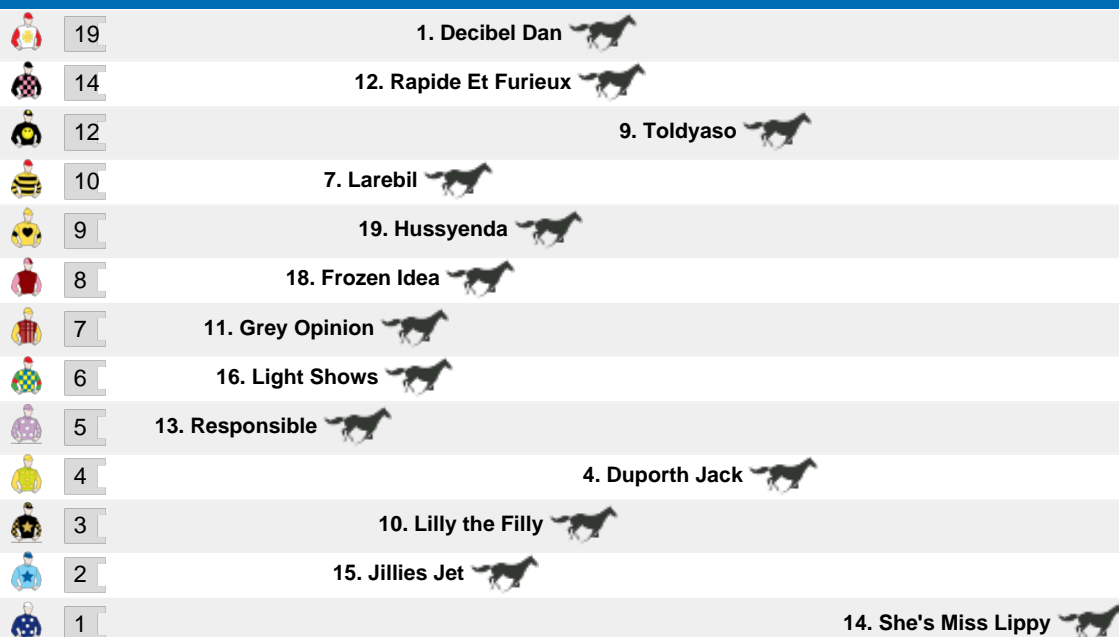 19 1. Decibel Dan
14 12. Rapide Et Furieux
12 9. Toldyaso
10 7. Larebil
9 19. Hussyenda
8 18. Frozen Idea
7 11. Grey Opinion
6 16. Light Shows
5 13. Responsible
4 4. Duporth Jack
3 10. Lilly the Filly
2 15. Jillies Jet
1 14. She's Miss Lippy